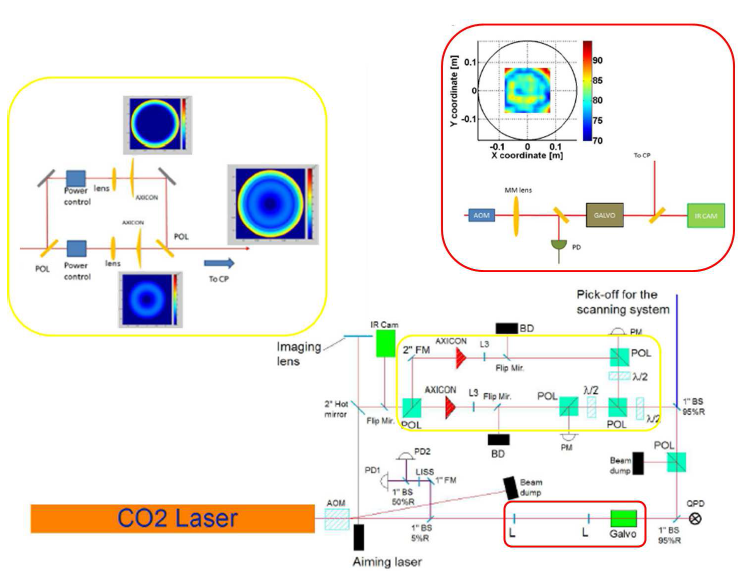 0.1
0
-0.1
Y coordinate [m]
-0.1
0
0.1
X coordinate [m]
90
85
80
75
70
To CP
MM lens
AOM
GALVO
IR CAM
PD
Power
control
lens
AXICON
AXICON
POL
POL
Power
control
lens
To CP
Pick-off for the
scanning system
IR Cam
BD
PM
Imaging
lens
AXICON
2" FM
L3
Flip Mir.
POL
λ/2
2" Hot
mirror
Flip Mir.
AXICON
L3
Flip Mir.
POL
λ/2
POL
POL
λ/2
1" BS
95%R
BD
PM
POL
PD2
PD1
LISS
1" FM
1" BS
50%R
Beam
dump
Beam
dump
CO2 Laser
AOM
1" BS
5%R
L
L
Galvo
QPD
1" BS
95%R
Aiming laser